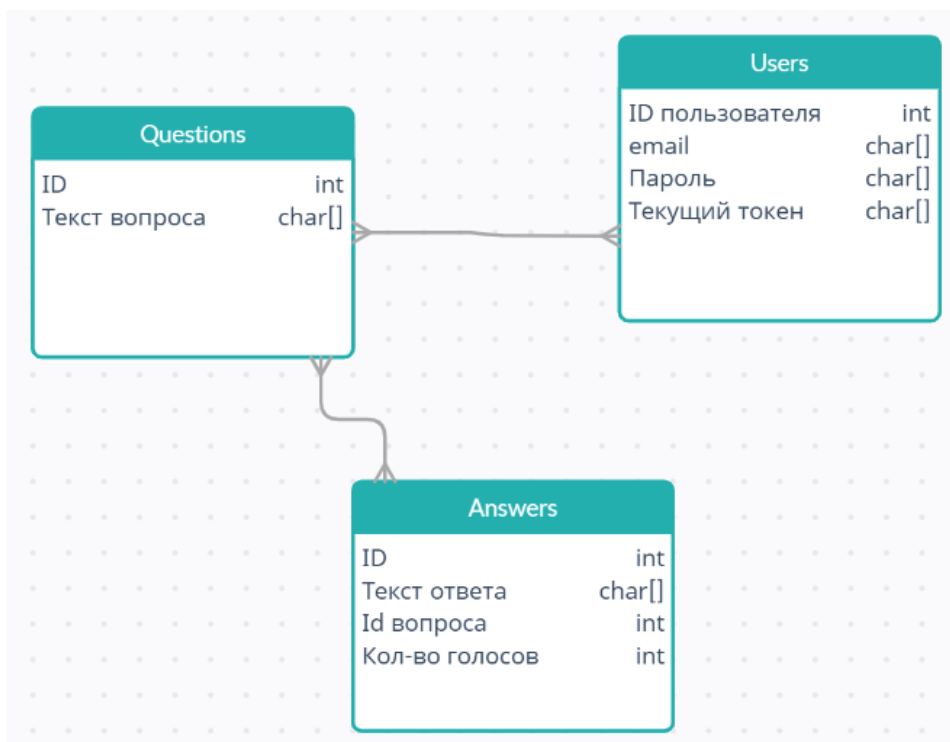 Questions
ID int
Текст вопроса char[]
Users
ID пользователя int
email char[]
Пароль char[]
Текущий токен char[]
Answers
ID int
Текст ответа char[]
Id вопроса int
Кол-во голосов int